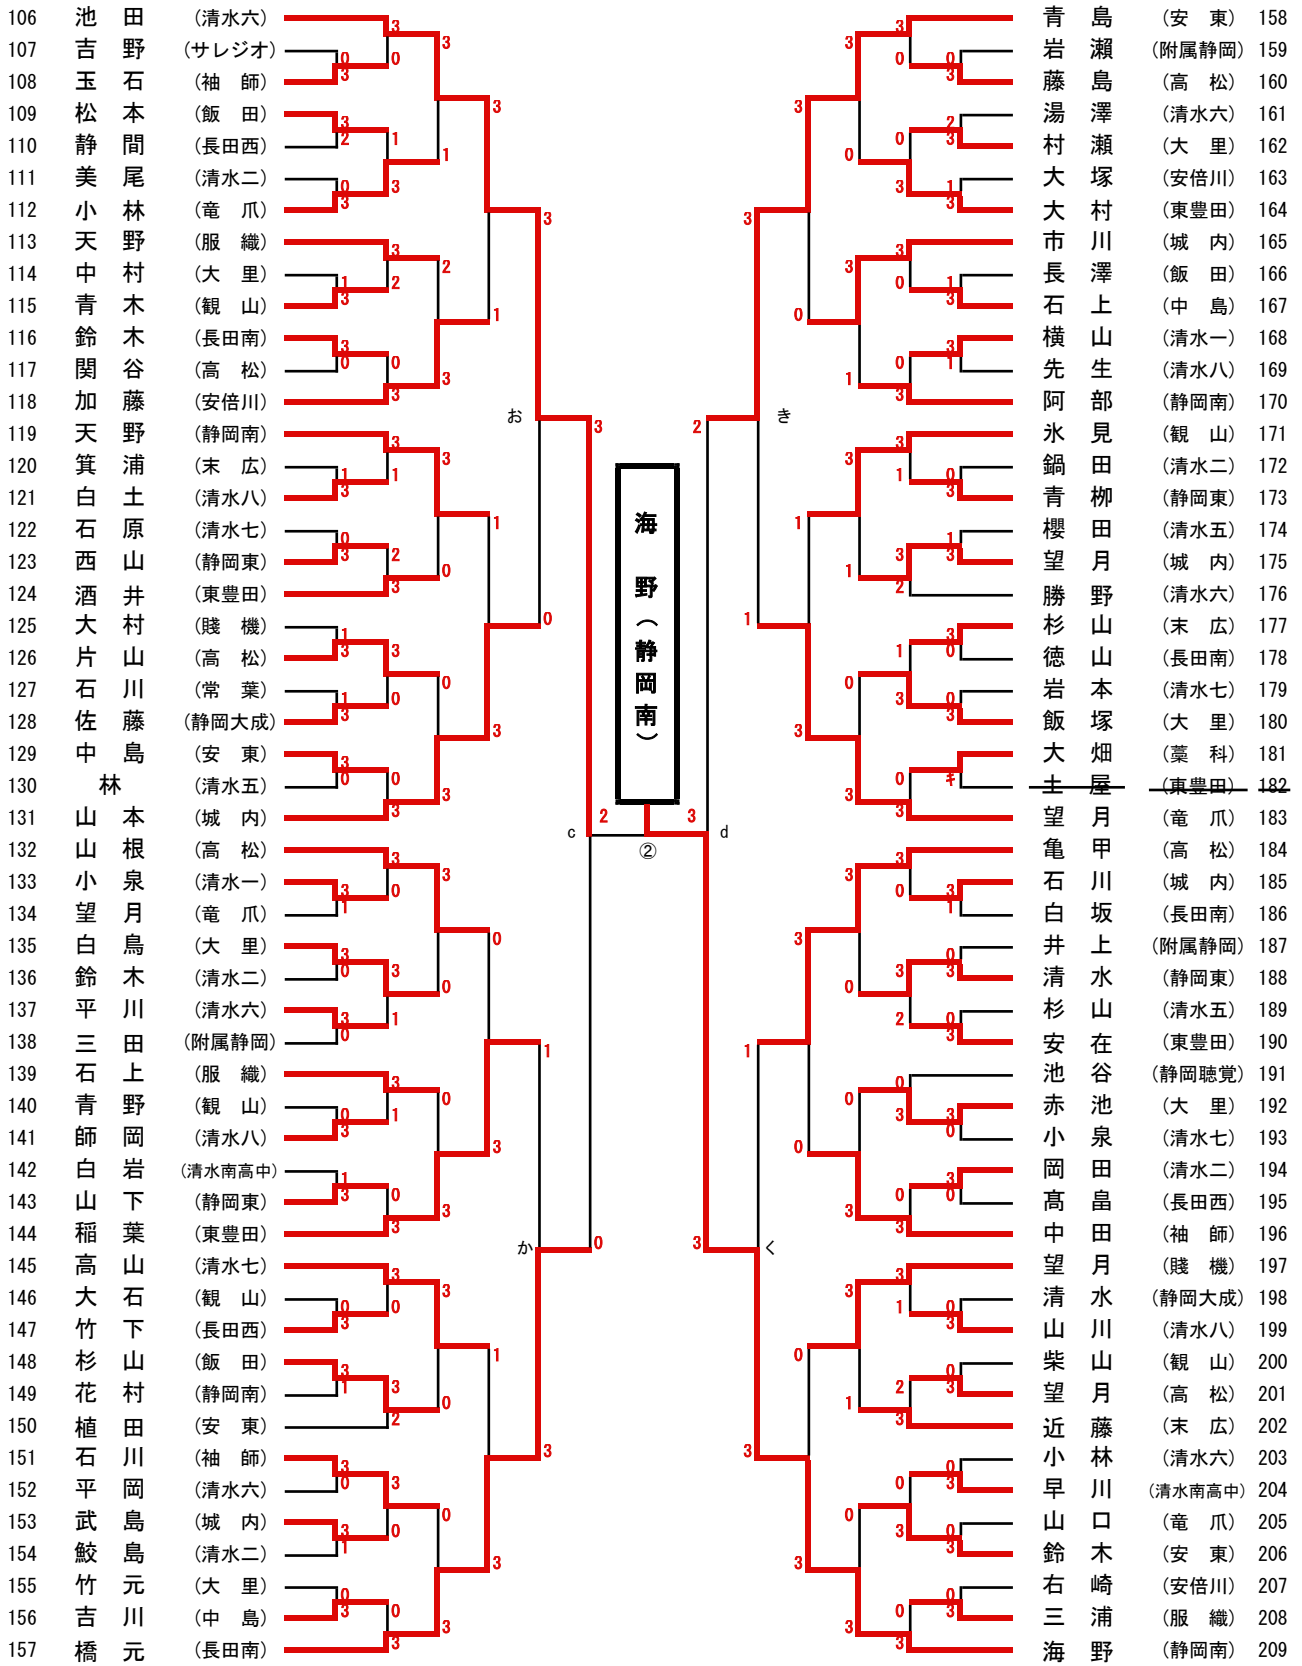 106 池田 (清水六)
107 吉野 (サレジオ)
108 玉石 (袖師)
109 松本 (飯田)
110 静間 (長田西)
111 美尾 (清水二)
112 小林 (竜爪)
113 天野 (服織)
114 中村 (大里)
115 青木 (観山)
116 鈴木 (長田南)
117 関谷 (高松)
118 加藤 (安倍川)
119 天野 (静岡南)
120 箕浦 (末広)
121 白土 (清水八)
122 石原 (清水七)
123 西山 (静岡東)
124 酒井 (東豊田)
125 大村 (賤機)
126 片山 (高松)
127 石川 (常葉)
128 佐藤 (静岡大成)
129 中島 (安東)
130 林 (清水五)
131 山本 (城内)
132 山根 (高松)
133 小泉 (清水一)
134 望月 (竜爪)
135 白鳥 (大里)
136 鈴木 (清水二)
137 平川 (清水六)
138 三田 (附属静岡)
139 石上 (服織)
140 青野 (観山)
141 師岡 (清水八)
142 白岩 (清水南高中)
143 山下 (静岡東)
144 稲葉 (東豊田)
145 高山 (清水七)
146 大石 (観山)
147 竹下 (長田西)
148 杉山 (飯田)
149 花村 (静岡南)
150 植田 (安東)
151 石川 (袖師)
152 平岡 (清水六)
153 武島 (城内)
154 鮫島 (清水二)
155 竹元 (大里)
156 吉川 (中島)
157 橋元 (長田南)
お
か
c
海野(静岡南)
2 3
②
d
き
く
青島 (安東) 158
岩瀬 (附属静岡) 159
藤島 (高松) 160
湯澤 (清水六) 161
村瀬 (大里) 162
大塚 (安倍川) 163
大村 (東豊田) 164
市川 (城内) 165
長澤 (飯田) 166
石上 (中島) 167
横山 (清水一) 168
先生 (清水八) 169
阿部 (静岡南) 170
氷見 (観山) 171
鍋田 (清水二) 172
青栁 (静岡東) 173
櫻田 (清水五) 174
望月 (城内) 175
勝野 (清水六) 176
杉山 (末広) 177
徳山 (長田南) 178
岩本 (清水七) 179
飯塚 (大里) 180
大畑 (藁科) 181
土屋 (東豊田) 182
望月 (竜爪) 183
亀甲 (高松) 184
石川 (城内) 185
白坂 (長田南) 186
井上 (附属静岡) 187
清水 (静岡東) 188
杉山 (清水五) 189
安在 (東豊田) 190
池谷 (静岡聴覚) 191
赤池 (大里) 192
小泉 (清水七) 193
岡田 (清水二) 194
髙畠 (長田西) 195
中田 (袖師) 196
望月 (賤機) 197
清水 (静岡大成) 198
山川 (清水八) 199
柴山 (観山) 200
望月 (高松) 201
近藤 (末広) 202
小林 (清水六) 203
早川 (清水南高中) 204
山口 (竜爪) 205
鈴木 (安東) 206
右崎 (安倍川) 207
三浦 (服織) 208
海野 (静岡南) 209